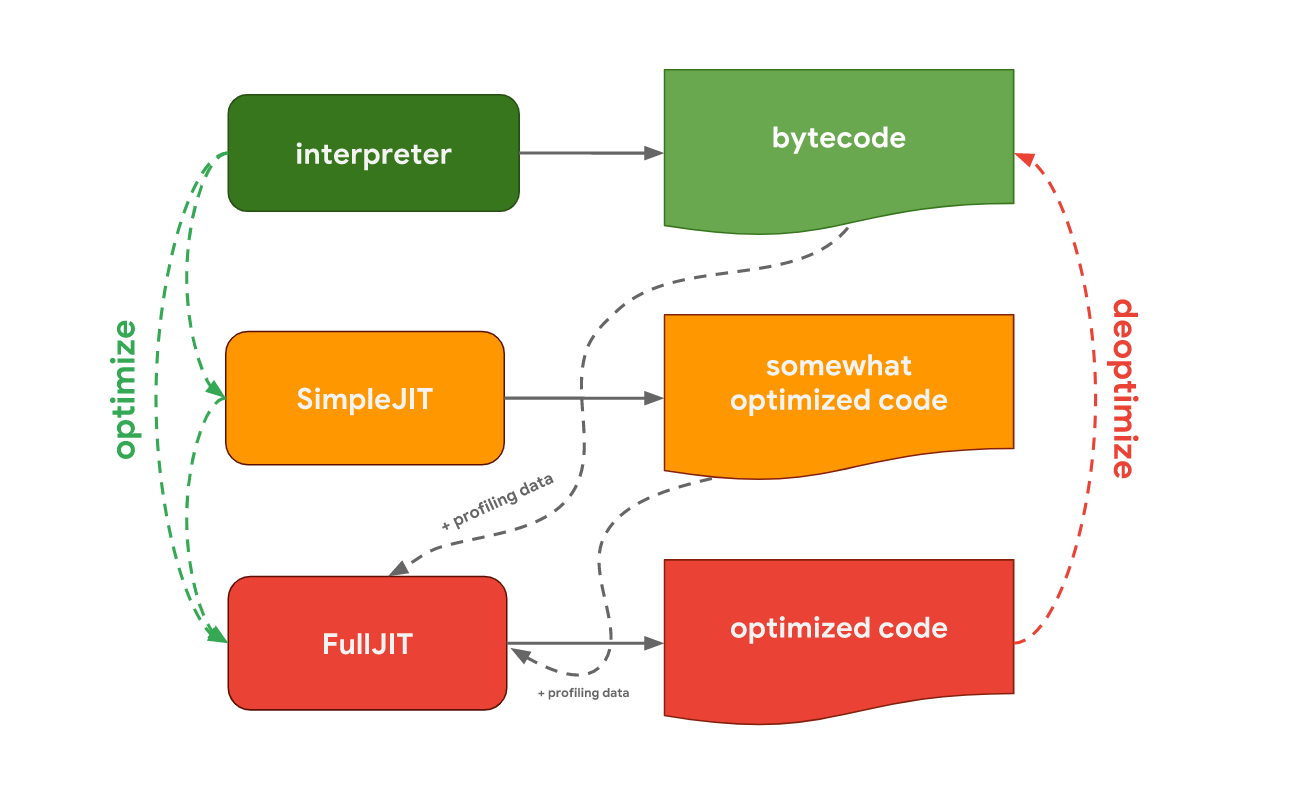 interpreter
bytecode
optimize
deoptimize
SimpleJIT
somewhat
optimized code
+ profiling data
FullJIT
optimized code
+ profiling data